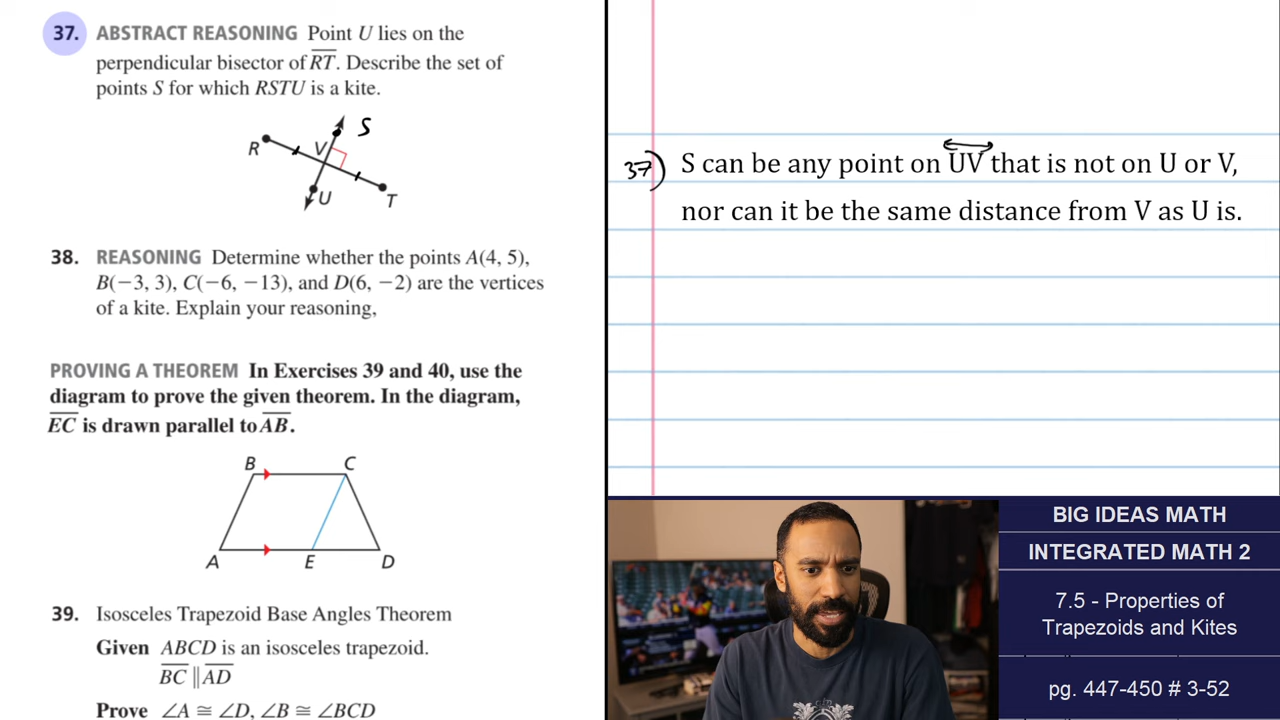 37. ABSTRACT REASONING Point U lies on the
perpendicular bisector of RT. Describe the set of
points S for which RSTU is a kite.
S
R
V
U
T
38. REASONING Determine whether the points A(4, 5),
B(−3, 3), C(−6, −13), and D(6, −2) are the vertices
of a kite. Explain your reasoning,
PROVING A THEOREM In Exercises 39 and 40, use the
diagram to prove the given theorem. In the diagram,
EC is drawn parallel to AB.
B C
A E D
39. Isosceles Trapezoid Base Angles Theorem
Given ABCD is an isosceles trapezoid.
BC ∥ AD
Prove ∠A ≅ ∠D, ∠B ≅ ∠BCD
37) S can be any point on UV that is not on U or V,
nor can it be the same distance from V as U is.
BIG IDEAS MATH
INTEGRATED MATH 2
7.5 - Properties of
Trapezoids and Kites
pg. 447-450 # 3-52